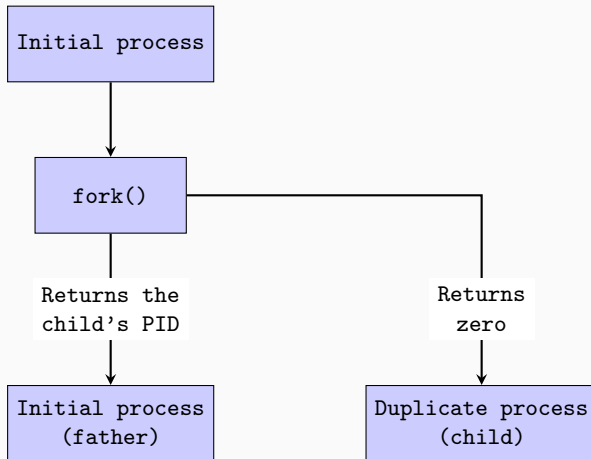 Initial process
fork()
Returns the
child's PID
Returns
zero
Initial process
(father)
Duplicate process
(child)